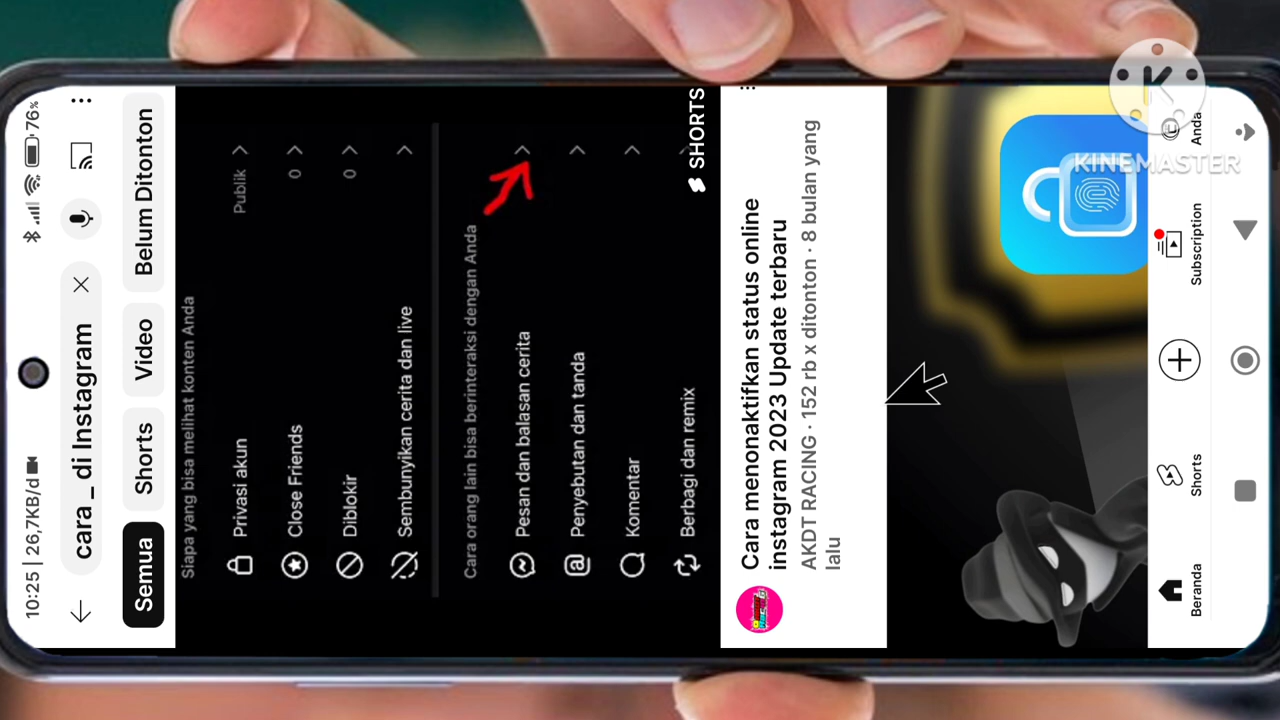 10:25 | 26,7KB/d
76%
cara _ di Instagram
Semua
Shorts
Video
Belum Ditonton
Siapa yang bisa melihat konten Anda
Privasi akun
Publik
Close Friends
0
Diblokir
0
Sembunyikan cerita dan live
Cara orang lain bisa berinteraksi dengan Anda
Pesan dan balasan cerita
Penyebutan dan tanda
Komentar
Berbagi dan remix
SHORTS
Cara menonaktifkan status online
instagram 2023 Update terbaru
AKDT RACING · 152 rb x ditonton · 8 bulan yang
lalu
Beranda
Shorts
Subscription
Anda
K
KINEMASTER